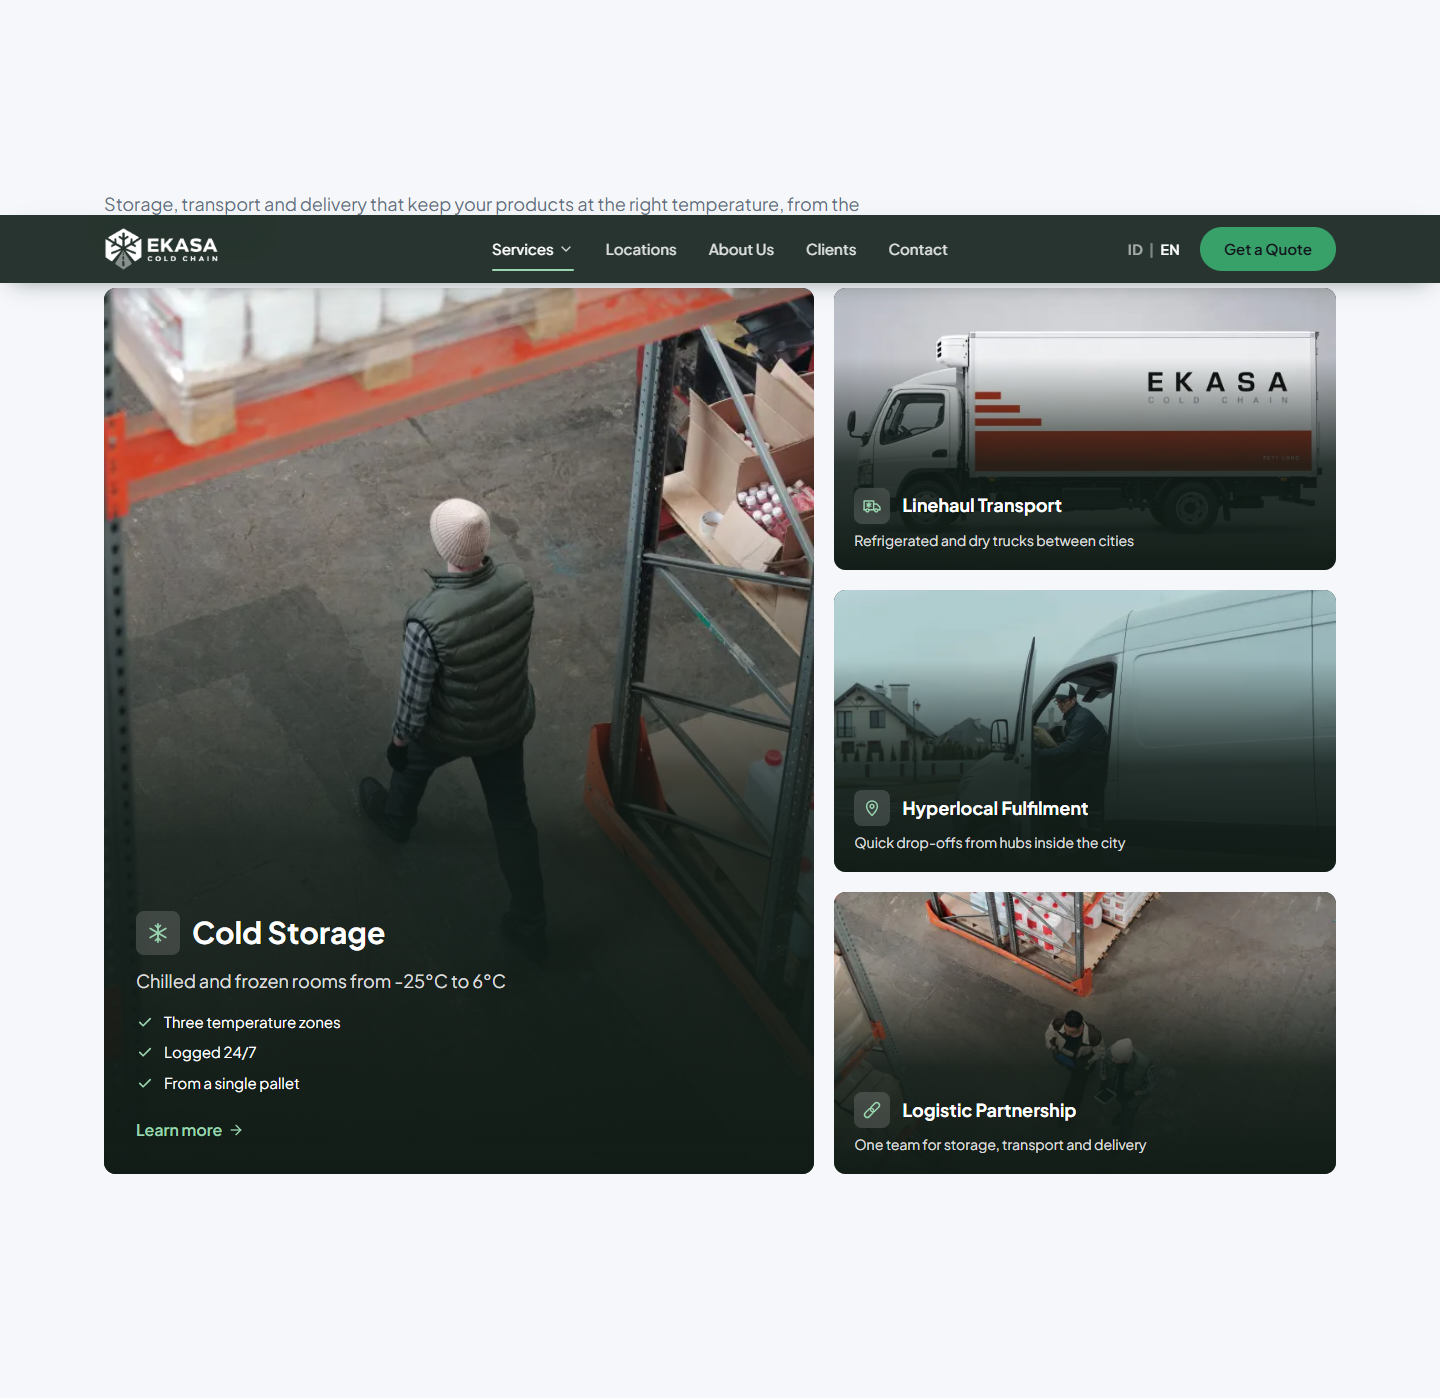 Storage, transport and delivery that keep your products at the right temperature, from the
EKASA
COLD CHAIN
Services
Locations
About Us
Clients
Contact
ID | EN
Get a Quote
EKASA
COLD CHAIN
Linehaul Transport
Refrigerated and dry trucks between cities
Hyperlocal Fulfilment
Quick drop-offs from hubs inside the city
Cold Storage
Chilled and frozen rooms from -25°C to 6°C
Three temperature zones
Logged 24/7
From a single pallet
Learn more
Logistic Partnership
One team for storage, transport and delivery